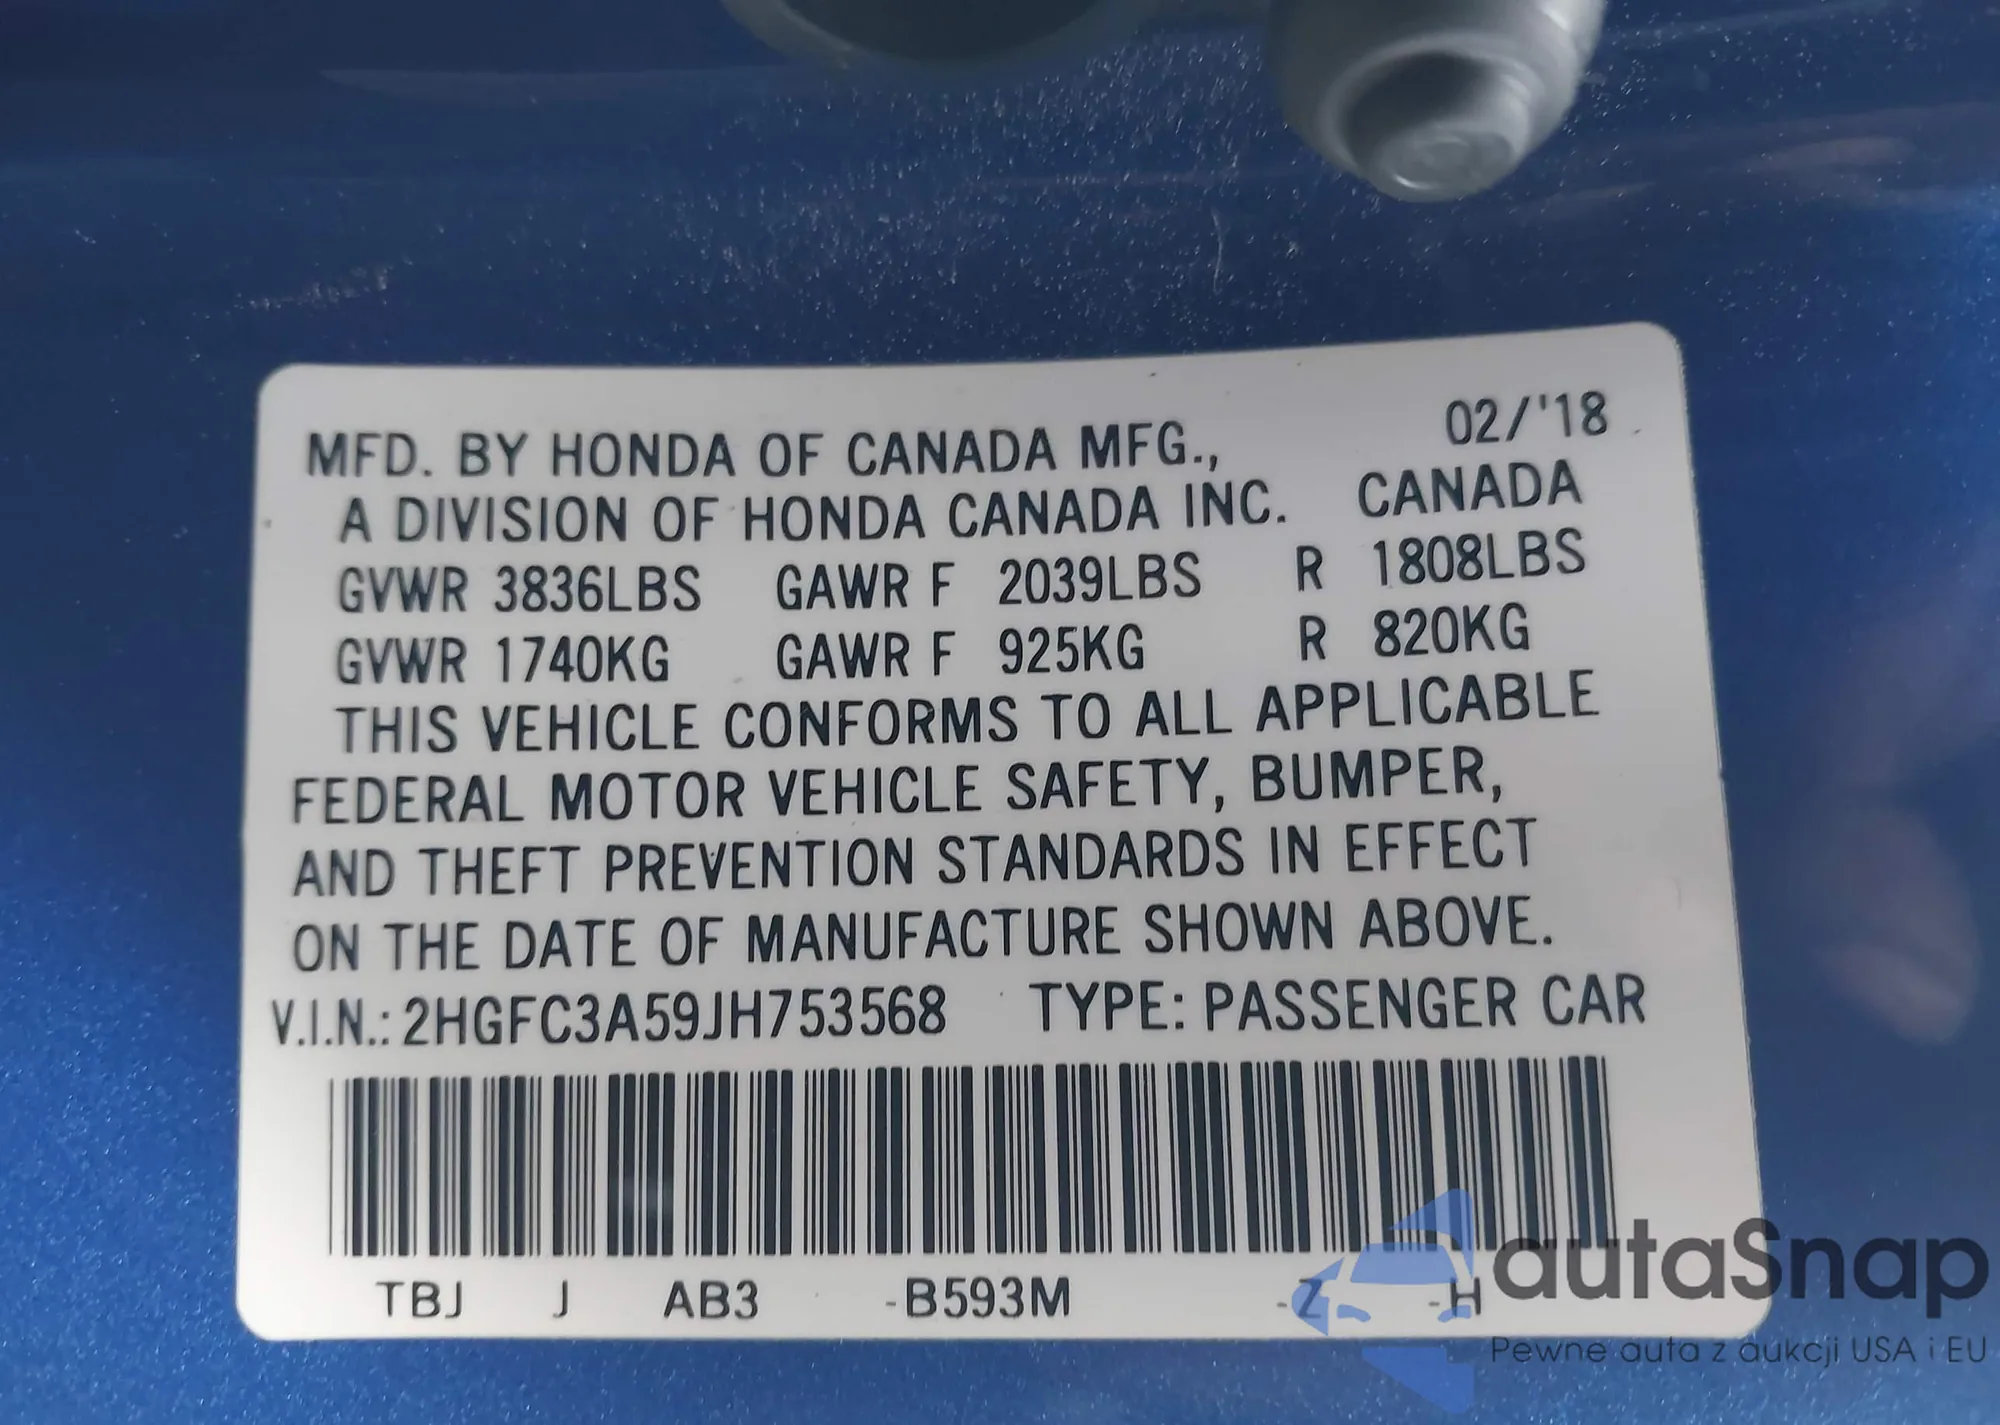 MFD. BY HONDA OF CANADA MFG., 02/'18
A DIVISION OF HONDA CANADA INC. CANADA
GVWR 3836LBS GAWR F 2039LBS R 1808LBS
GVWR 1740KG GAWR F 925KG R 820KG
THIS VEHICLE CONFORMS TO ALL APPLICABLE
FEDERAL MOTOR VEHICLE SAFETY, BUMPER,
AND THEFT PREVENTION STANDARDS IN EFFECT
ON THE DATE OF MANUFACTURE SHOWN ABOVE.
V.I.N.: 2HGFC3A59JH753568 TYPE: PASSENGER CAR
TBJ J AB3 -B593M -Z -H
autaSnap
Pewne auta z aukcji USA i EU